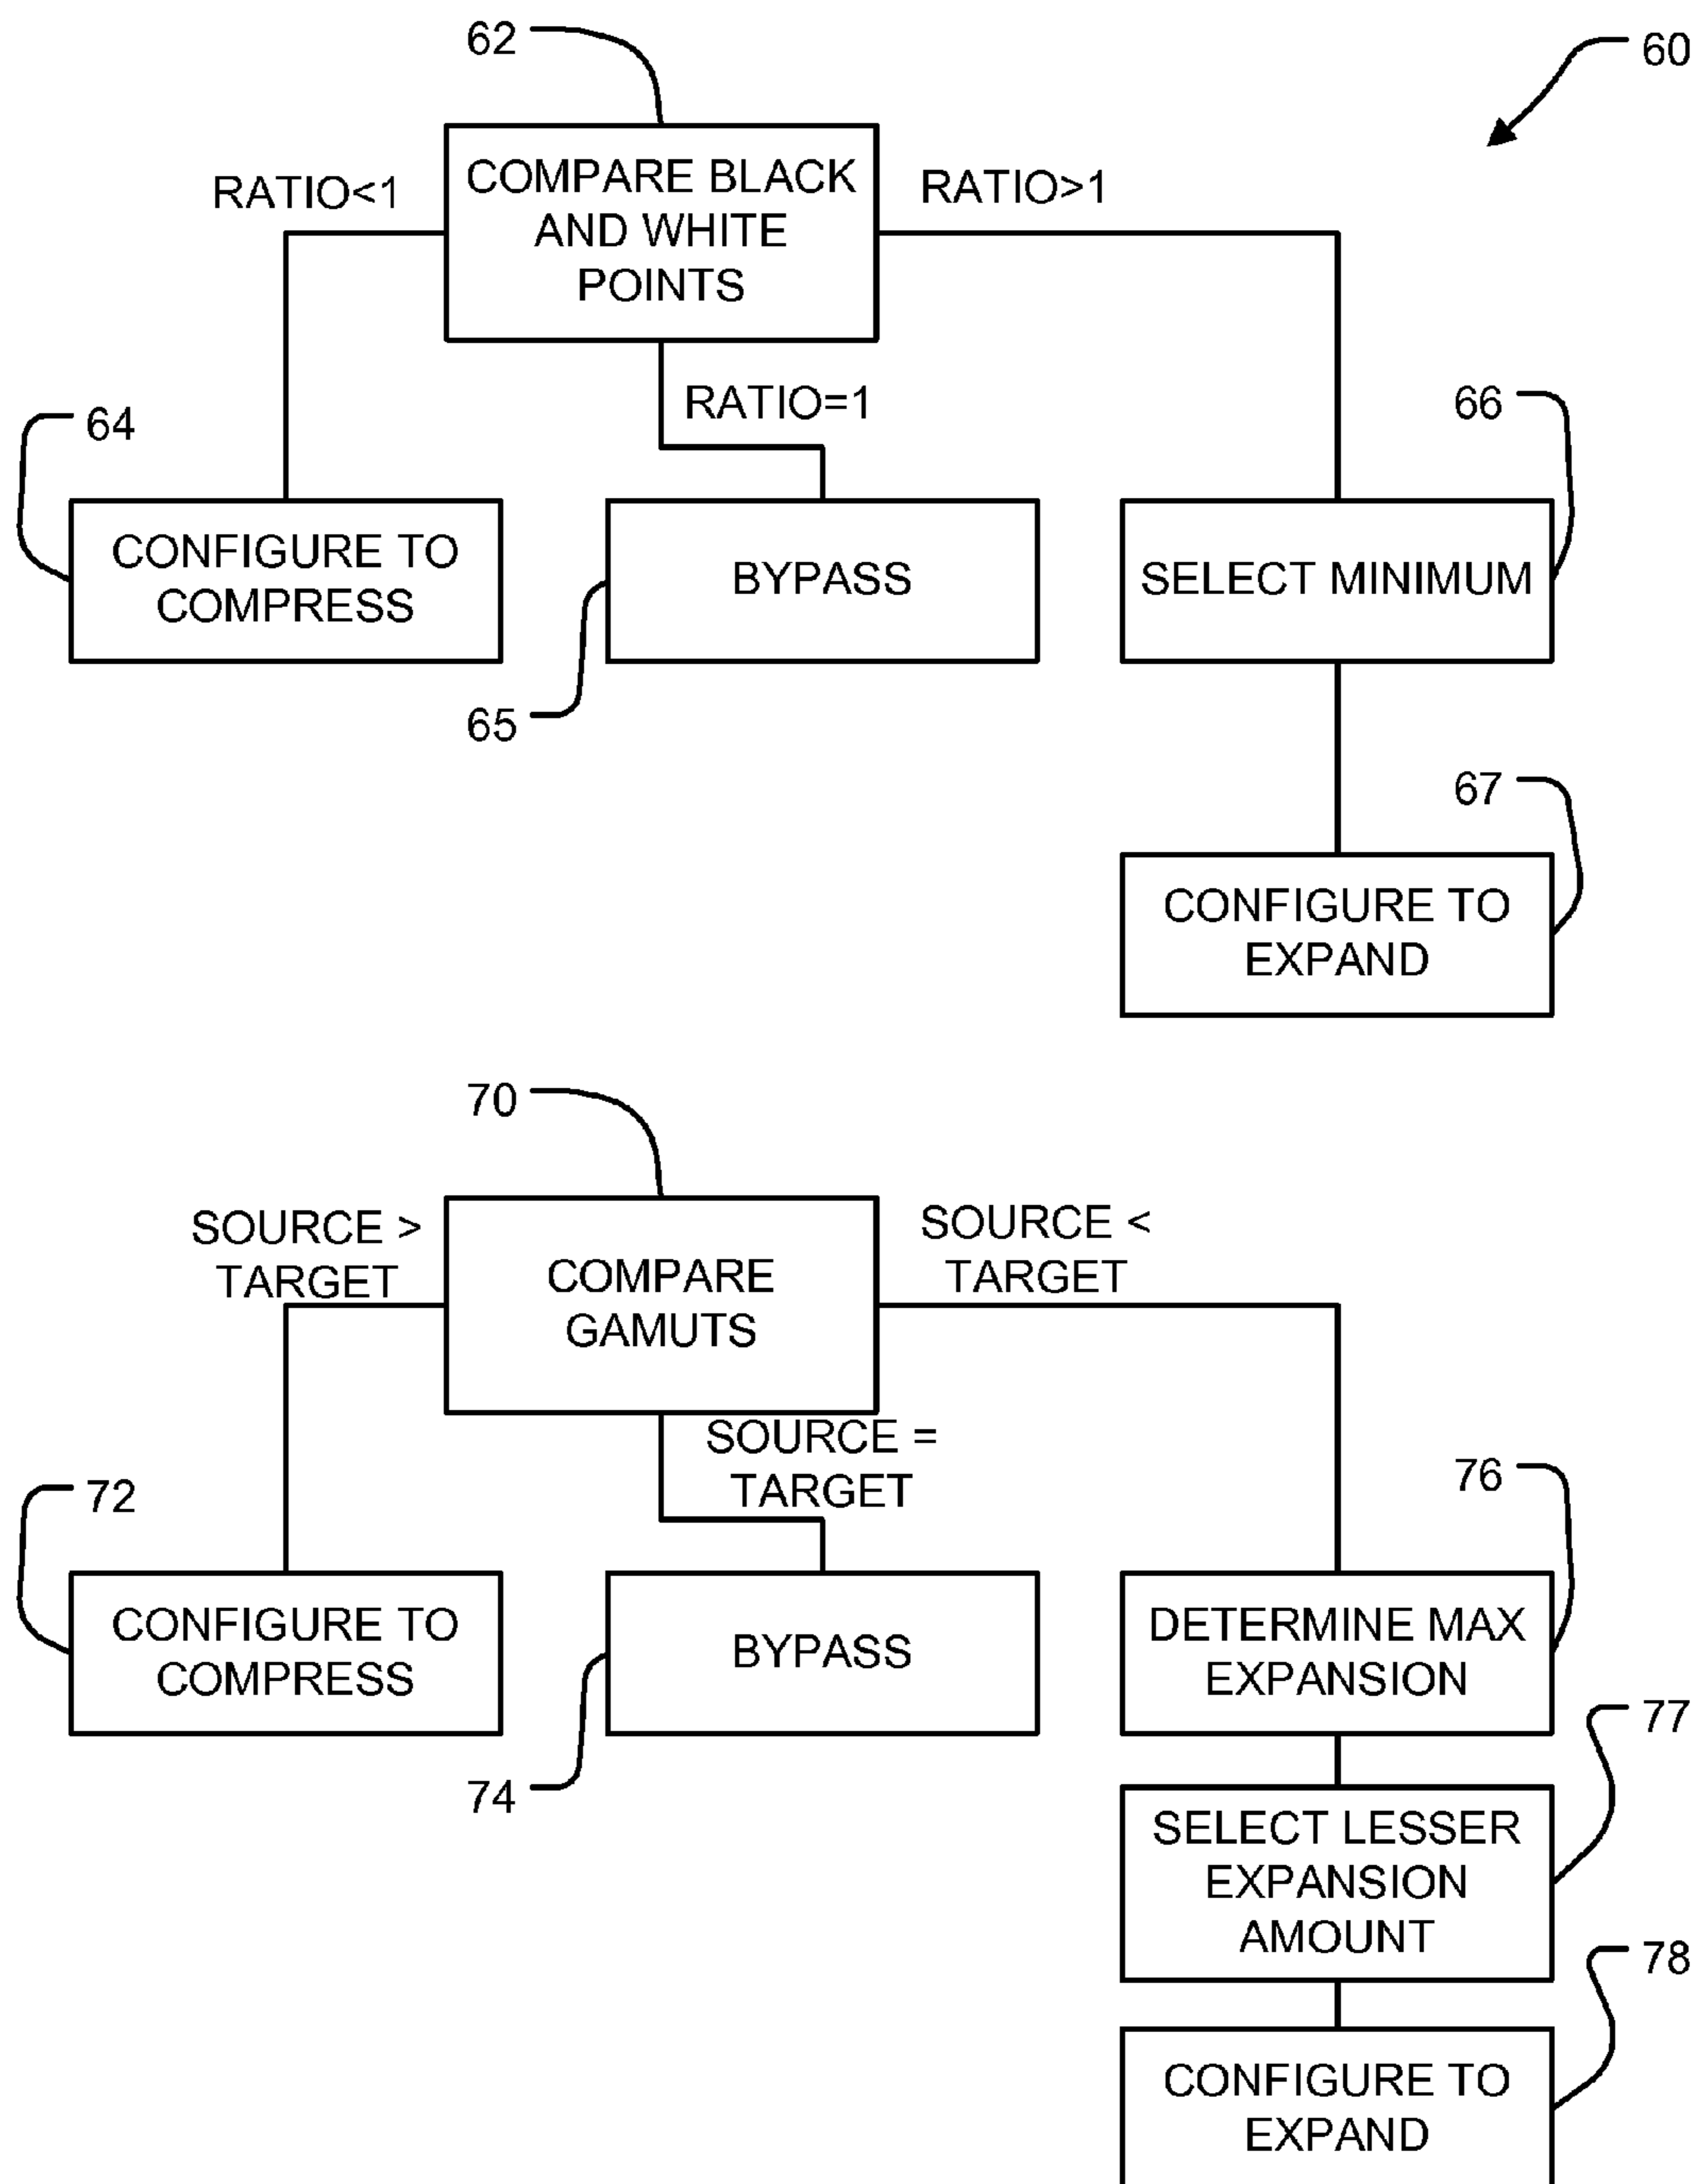 62
60
RATIO<1
COMPARE BLACK
AND WHITE
POINTS
RATIO>1
RATIO=1
64
66
CONFIGURE TO
COMPRESS
BYPASS
SELECT MINIMUM
65
67
CONFIGURE TO
EXPAND
70
SOURCE >
TARGET
COMPARE
GAMUTS
SOURCE <
TARGET
SOURCE =
TARGET
72
76
CONFIGURE TO
COMPRESS
BYPASS
DETERMINE MAX
EXPANSION
74
77
SELECT LESSER
EXPANSION
AMOUNT
78
CONFIGURE TO
EXPAND